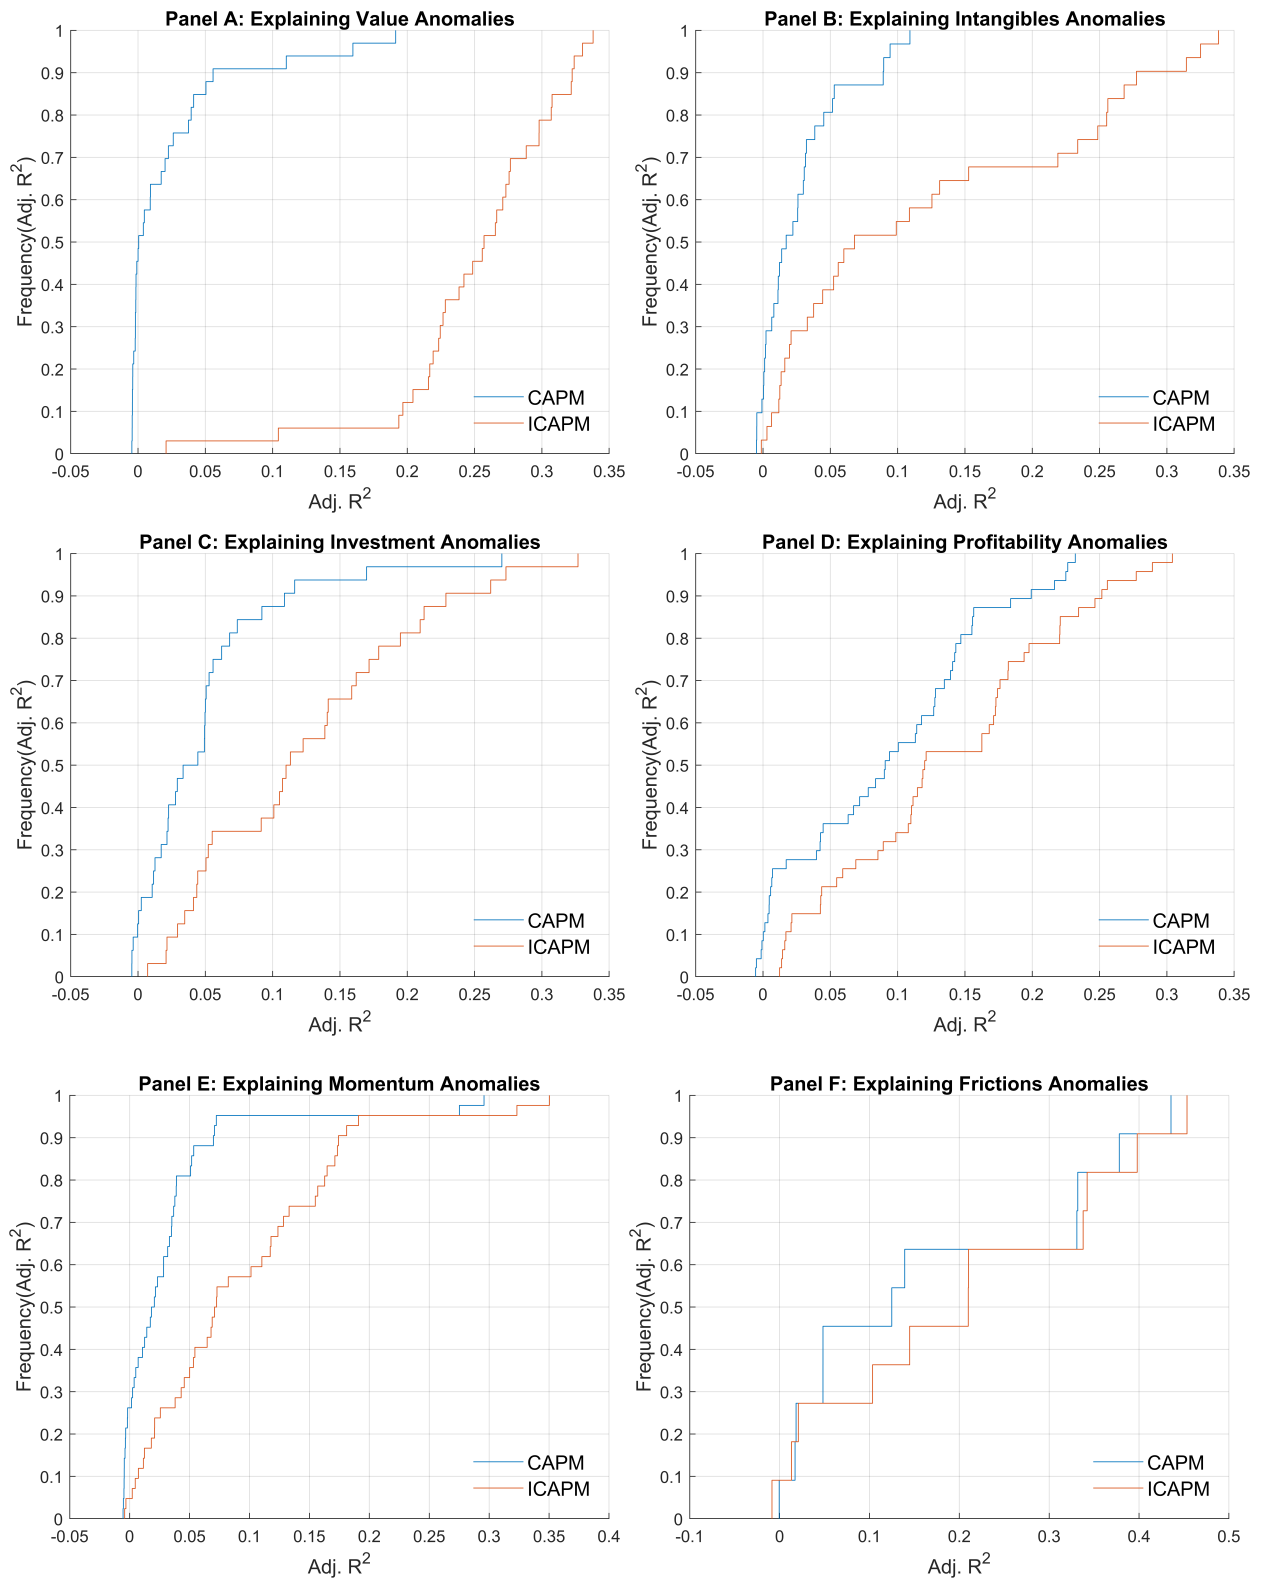 Panel A: Explaining Value Anomalies
Frequency(Adj. R²)
1
0.9
0.8
0.7
0.6
0.5
0.4
0.3
0.2
0.1
0
CAPM
ICAPM
-0.05 0 0.05 0.1 0.15 0.2 0.25 0.3 0.35
Adj. R²
Panel B: Explaining Intangibles Anomalies
Frequency(Adj. R²)
1
0.9
0.8
0.7
0.6
0.5
0.4
0.3
0.2
0.1
0
CAPM
ICAPM
-0.05 0 0.05 0.1 0.15 0.2 0.25 0.3 0.35
Adj. R²
Panel C: Explaining Investment Anomalies
Frequency(Adj. R²)
1
0.9
0.8
0.7
0.6
0.5
0.4
0.3
0.2
0.1
0
CAPM
ICAPM
-0.05 0 0.05 0.1 0.15 0.2 0.25 0.3 0.35
Adj. R²
Panel D: Explaining Profitability Anomalies
Frequency(Adj. R²)
1
0.9
0.8
0.7
0.6
0.5
0.4
0.3
0.2
0.1
0
CAPM
ICAPM
-0.05 0 0.05 0.1 0.15 0.2 0.25 0.3 0.35
Adj. R²
Panel E: Explaining Momentum Anomalies
Frequency(Adj. R²)
1
0.9
0.8
0.7
0.6
0.5
0.4
0.3
0.2
0.1
0
CAPM
ICAPM
-0.05 0 0.05 0.1 0.15 0.2 0.25 0.3 0.35 0.4
Adj. R²
Panel F: Explaining Frictions Anomalies
Frequency(Adj. R²)
1
0.9
0.8
0.7
0.6
0.5
0.4
0.3
0.2
0.1
0
CAPM
ICAPM
-0.1 0 0.1 0.2 0.3 0.4 0.5
Adj. R²